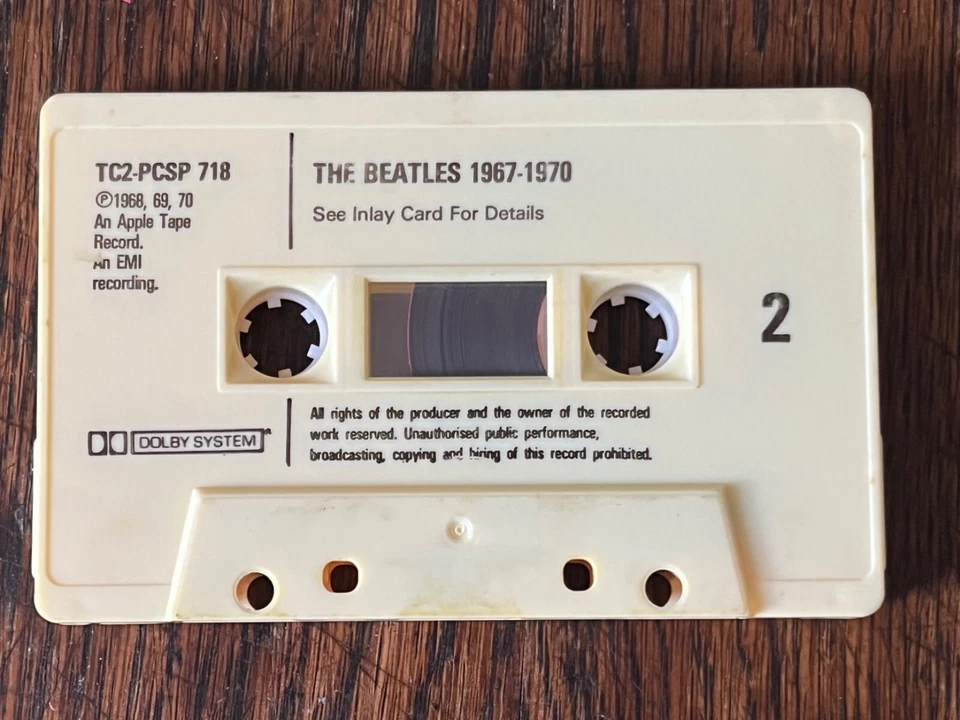 TC2-PCSP 718
℗1968, 69, 70
An Apple Tape
Record.
An EMI
recording.
THE BEATLES 1967-1970
See Inlay Card For Details
2
DOLBY SYSTEM
All rights of the producer and the owner of the recorded
work reserved. Unauthorised public performance,
broadcasting, copying and hiring of this record prohibited.